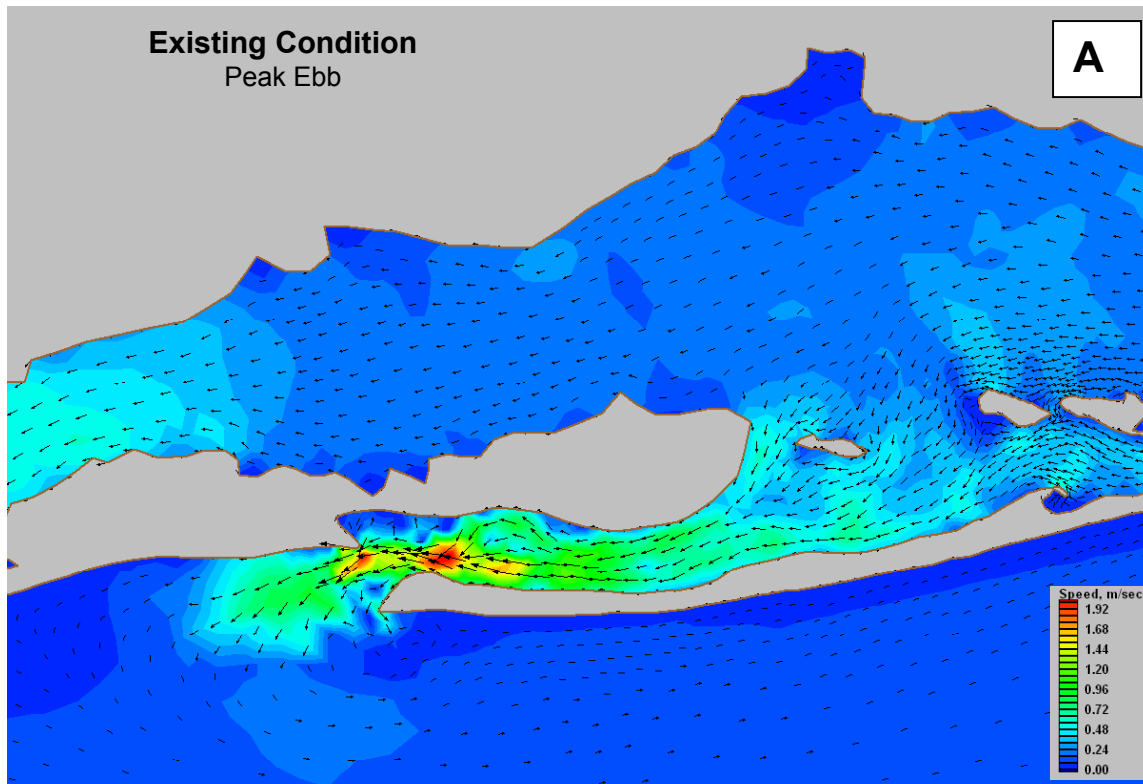 Existing Condition
Peak Ebb
A
Speed, m/sec
1.92
1.68
1.44
1.20
0.96
0.72
0.48
0.24
0.00